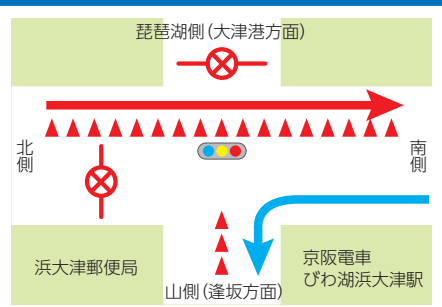 琵琶湖側(大津港方面)
北側
南側
浜大津郵便局
京阪電車
びわ湖浜大津駅
山側(逢坂方面)